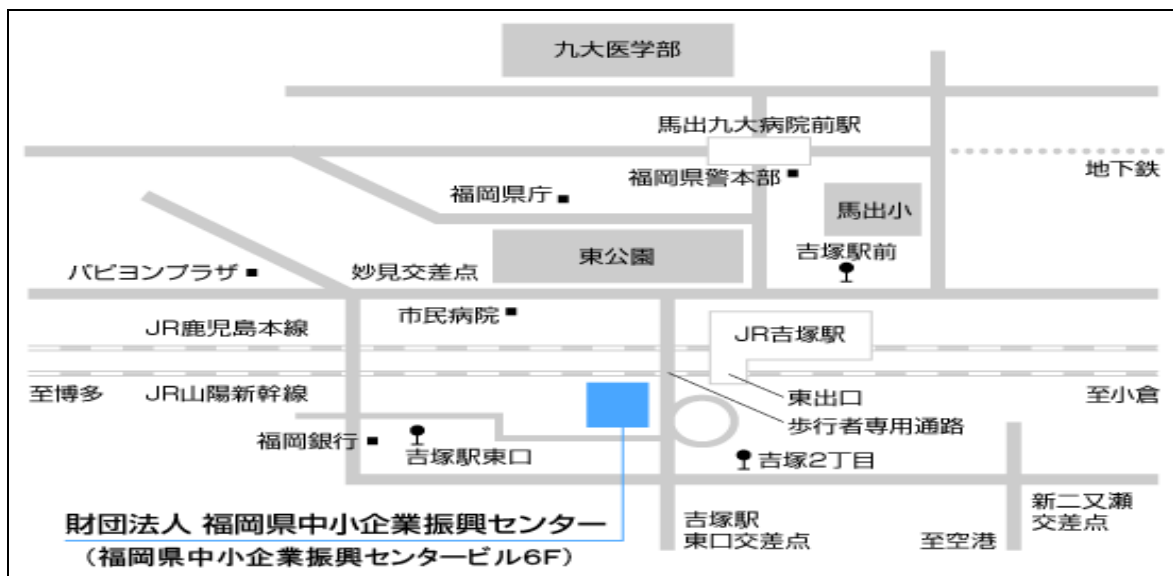 九大医学部
馬出九大病院前駅
地下鉄
福岡県警本部
福岡県庁
馬出小
東公園
吉塚駅前
パピヨンプラザ
妙見交差点
市民病院
JR鹿児島本線
JR吉塚駅
至博多
JR山陽新幹線
東出口
至小倉
歩行者専用通路
福岡銀行
吉塚駅東口
吉塚2丁目
財団法人 福岡県中小企業振興センター
（福岡県中小企業振興センタービル6F）
吉塚駅
東口交差点
至空港
新二又瀬
交差点